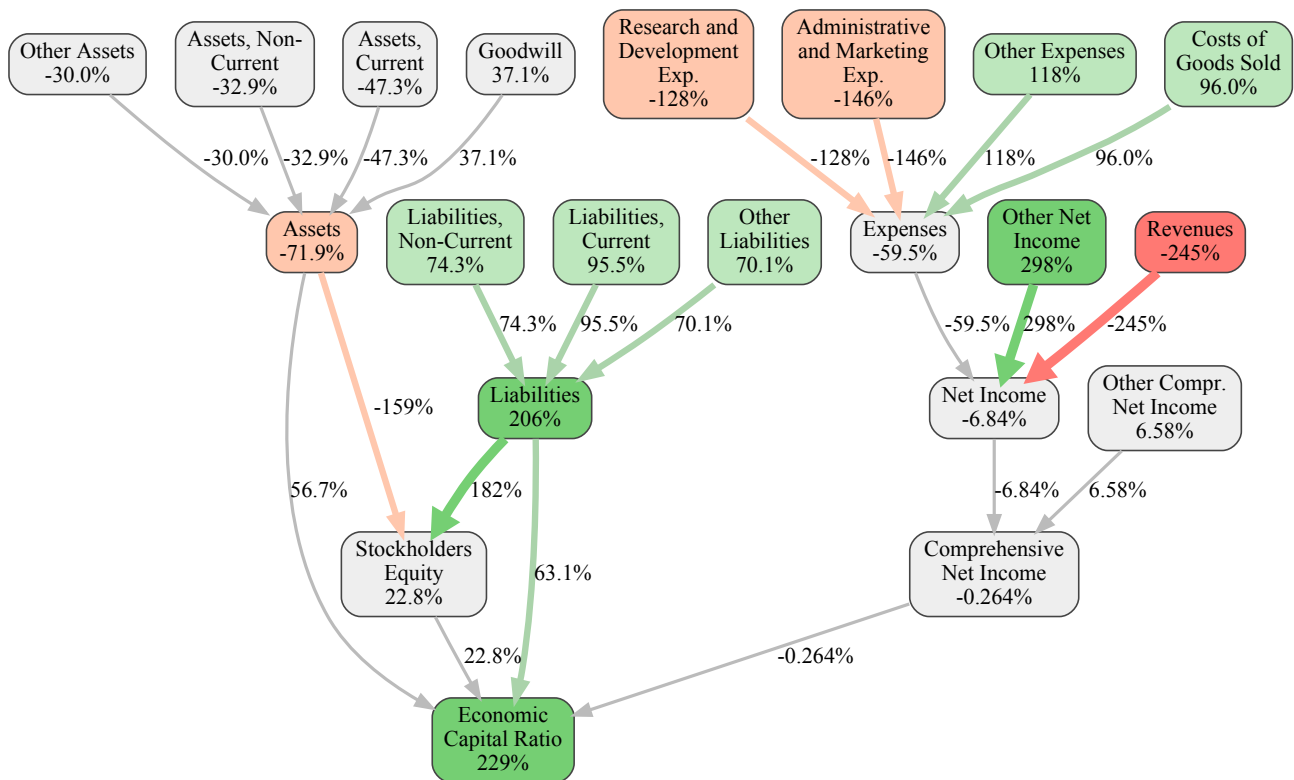 Other Assets
-30.0%
Assets, Non-
Current
-32.9%
Assets,
Current
-47.3%
Goodwill
37.1%
Research and
Development
Exp.
-128%
Administrative
and Marketing
Exp.
-146%
Other Expenses
118%
Costs of
Goods Sold
96.0%
-30.0%
-32.9%
-47.3%
37.1%
-128%
-146%
118%
96.0%
Assets
-71.9%
Liabilities,
Non-Current
74.3%
Liabilities,
Current
95.5%
Other
Liabilities
70.1%
Expenses
-59.5%
Other Net
Income
298%
Revenues
-245%
74.3%
95.5%
70.1%
-59.5%
298%
-245%
-159%
Liabilities
206%
Net Income
-6.84%
Other Compr.
Net Income
6.58%
56.7%
182%
-6.84%
6.58%
Stockholders
Equity
22.8%
63.1%
Comprehensive
Net Income
-0.264%
22.8%
-0.264%
Economic
Capital Ratio
229%